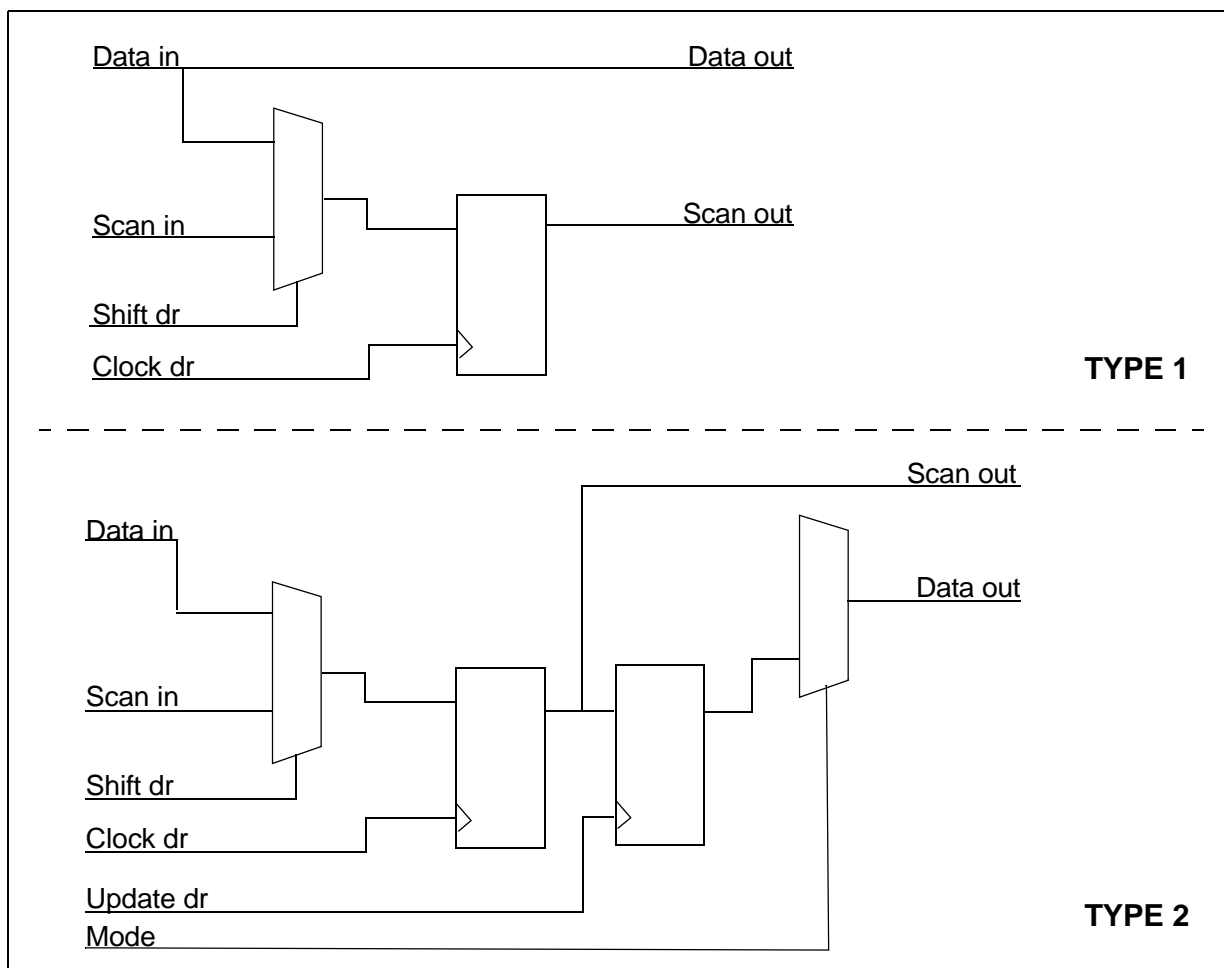 Data in
Data out
Scan in
Scan out
Shift dr
Clock dr
TYPE 1
Scan out
Data in
Data out
Scan in
Shift dr
Clock dr
Update dr
TYPE 2
Mode